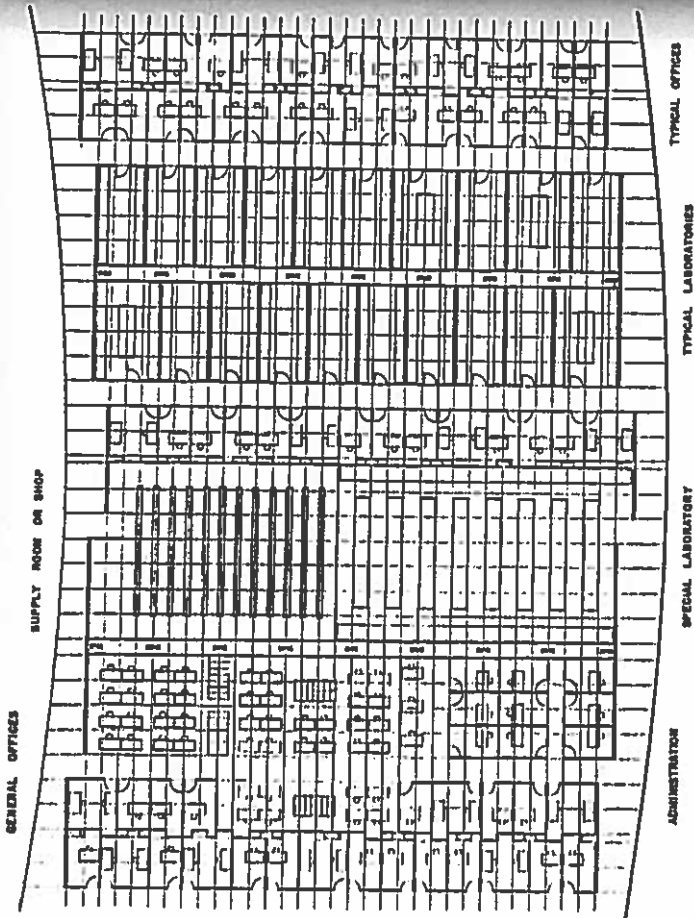 GENERAL OFFICES
SUPPLY ROOM OR SHOP
ADMINISTRATION
SPECIAL LABORATORY
TYPICAL LABORATORIES
TYPICAL OFFICES